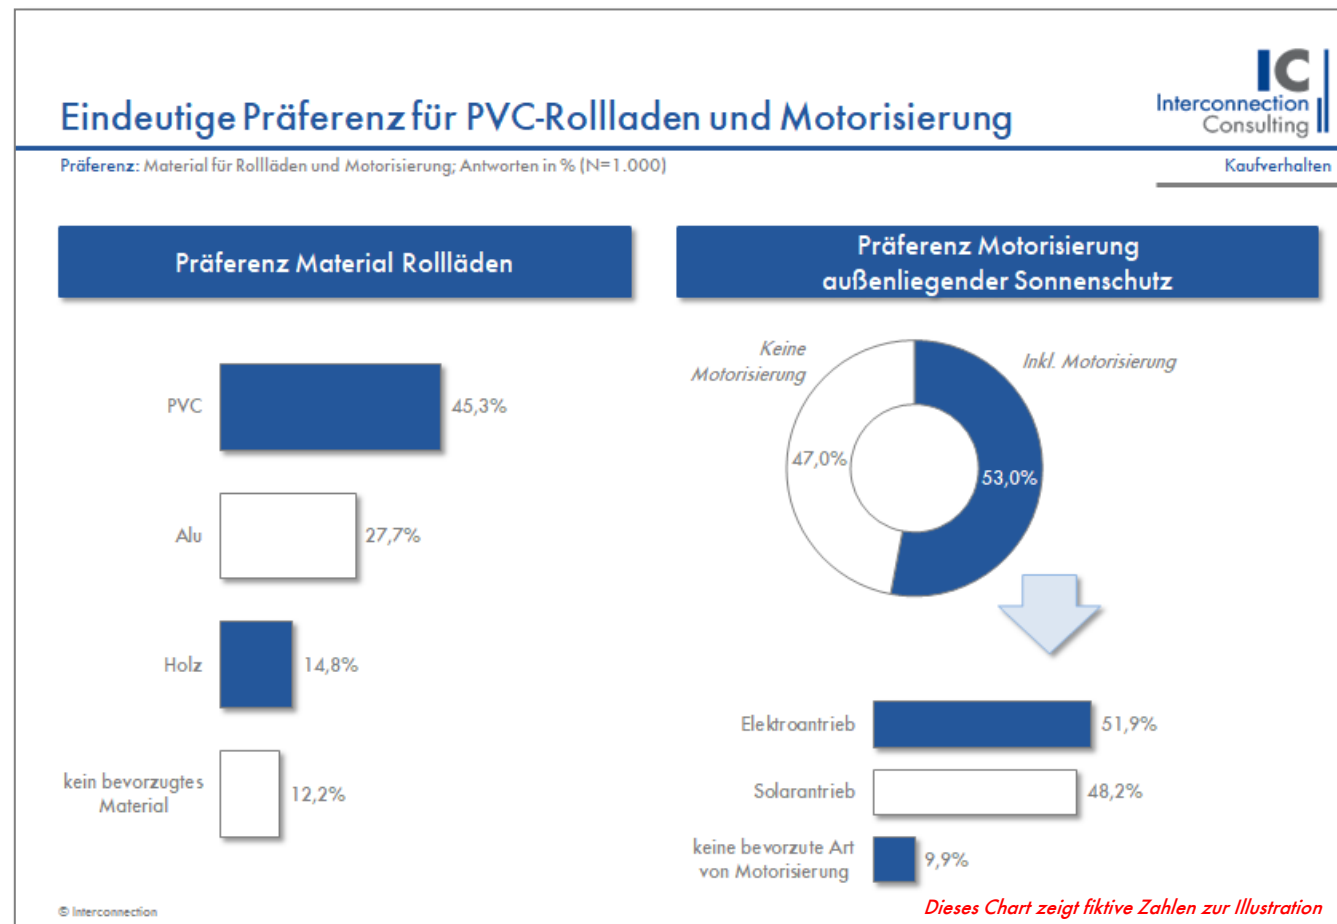 IC
Interconnection
Consulting
Eindeutige Präferenz für PVC-Rollladen und Motorisierung
Präferenz: Material für Rollläden und Motorisierung; Antworten in % (N=1.000)
Kaufverhalten
Präferenz Material Rollläden
PVC
45,3%
Alu
27,7%
Holz
14,8%
kein bevorzugtes
Material
12,2%
Präferenz Motorisierung
außenliegender Sonnenschutz
Keine
Motorisierung
Inkl. Motorisierung
47,0%
53,0%
Elektroantrieb
51,9%
Solarantrieb
48,2%
keine bevorzute Art
von Motorisierung
9,9%
© Interconnection
Dieses Chart zeigt fiktive Zahlen zur Illustration